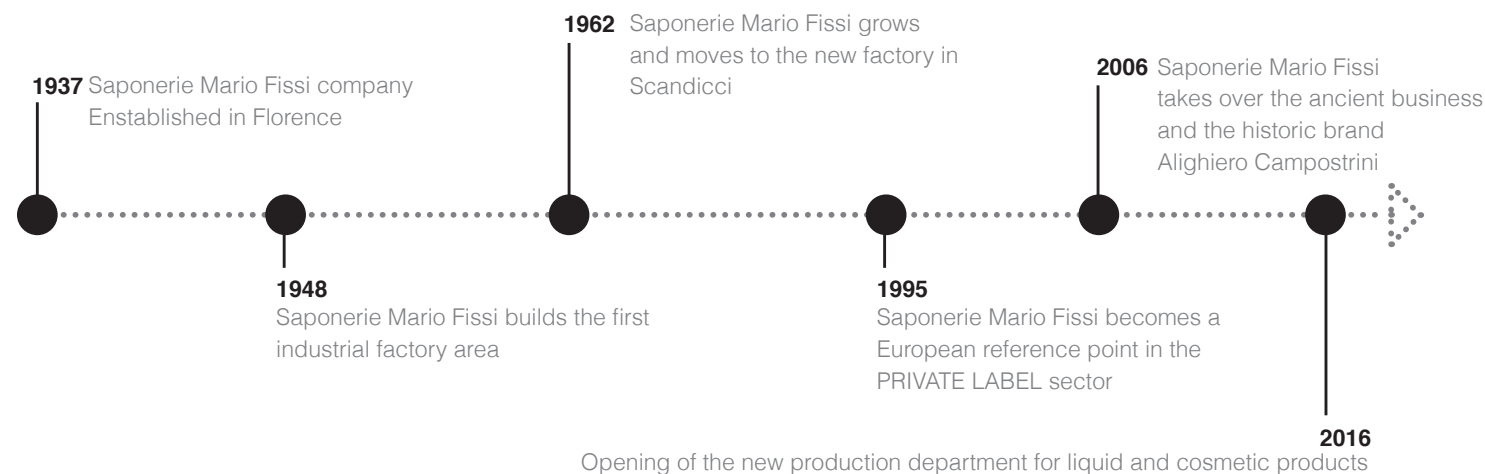 1937 Saponerie Mario Fissi company
Enstablished in Florence
1948
Saponerie Mario Fissi builds the first
industrial factory area
1962 Saponerie Mario Fissi grows
and moves to the new factory in
Scandicci
1995
Saponerie Mario Fissi becomes a
European reference point in the
PRIVATE LABEL sector
2006 Saponerie Mario Fissi
takes over the ancient business
and the historic brand
Alighiero Campostrini
2016
Opening of the new production department for liquid and cosmetic products